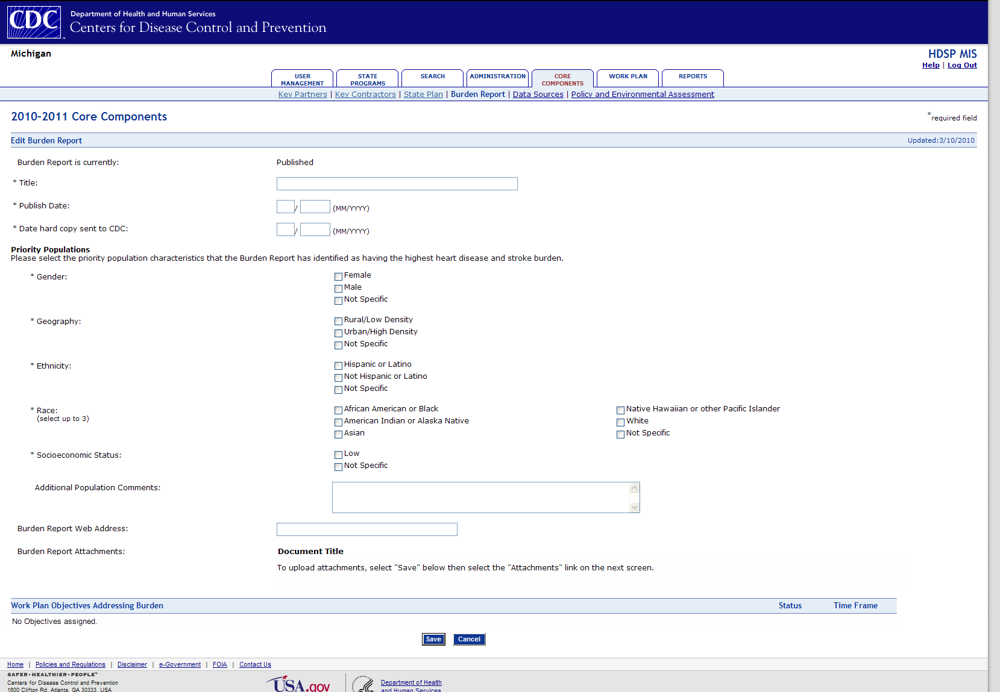 CDC
™
Department of Health and Human Services
Centers for Disease Control and Prevention
Michigan
HDSP MIS
Help | Log Out
USER MANAGEMENT
STATE PROGRAMS
SEARCH
ADMINISTRATION
CORE COMPONENTS
WORK PLAN
REPORTS
Key Partners | Key Contractors | State Plan | Burden Report | Data Sources | Policy and Environmental Assessment
2010-2011 Core Components
*required field
Edit Burden Report
Updated:3/10/2010
Burden Report is currently: Published
* Title:
* Publish Date: / (MM/YYYY)
* Date hard copy sent to CDC: / (MM/YYYY)
Priority Populations
Please select the priority population characteristics that the Burden Report has identified as having the highest heart disease and stroke burden.
* Gender:
Female
Male
Not Specific
* Geography:
Rural/Low Density
Urban/High Density
Not Specific
* Ethnicity:
Hispanic or Latino
Not Hispanic or Latino
Not Specific
* Race:
(select up to 3)
African American or Black
American Indian or Alaska Native
Asian
Native Hawaiian or other Pacific Islander
White
Not Specific
* Socioeconomic Status:
Low
Not Specific
Additional Population Comments:
Burden Report Web Address:
Burden Report Attachments:
Document Title
To upload attachments, select "Save" below then select the "Attachments" link on the next screen.
Work Plan Objectives Addressing Burden Status Time Frame
No Objectives assigned.
Save Cancel
Home | Policies and Regulations | Disclaimer | e-Government | FOIA | Contact Us
SAFER·HEALTHIER·PEOPLE™
Centers for Disease Control and Prevention
1600 Clifton Rd, Atlanta, GA 30333, USA
USA.gov
Department of Health
and Human Services